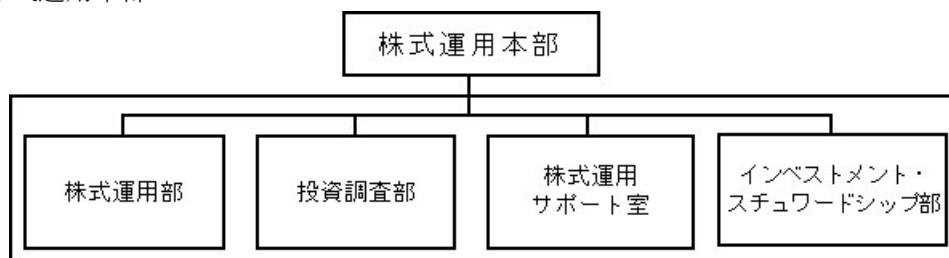 株式運用本部
株式運用部
投資調査部
株式運用
サポート室
インベストメント・
スチュワードシップ部